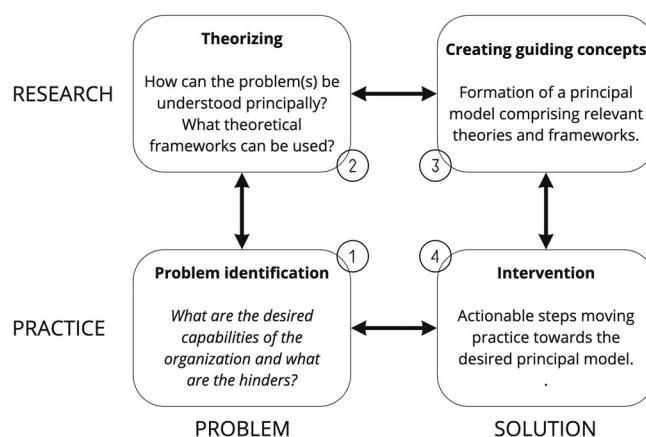 Theorizing
How can the problem(s) be
understood principally?
What theoretical
frameworks can be used?
2
Creating guiding concepts
Formation of a principal
model comprising relevant
theories and frameworks.
3
RESEARCH
1
Problem identification
What are the desired
capabilities of the
organization and what
are the hinders?
4
Intervention
Actionable steps moving
practice towards the
desired principal model.
.
PRACTICE
PROBLEM
SOLUTION